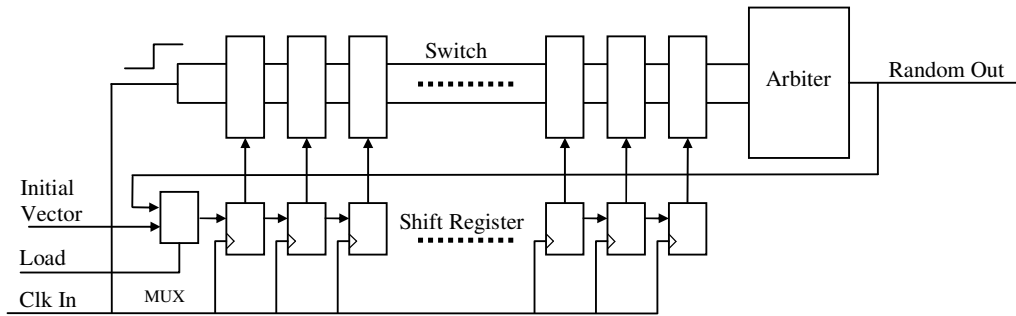 Switch
Arbiter
Random Out
Initial
Vector
Shift Register
Load
Clk In
MUX